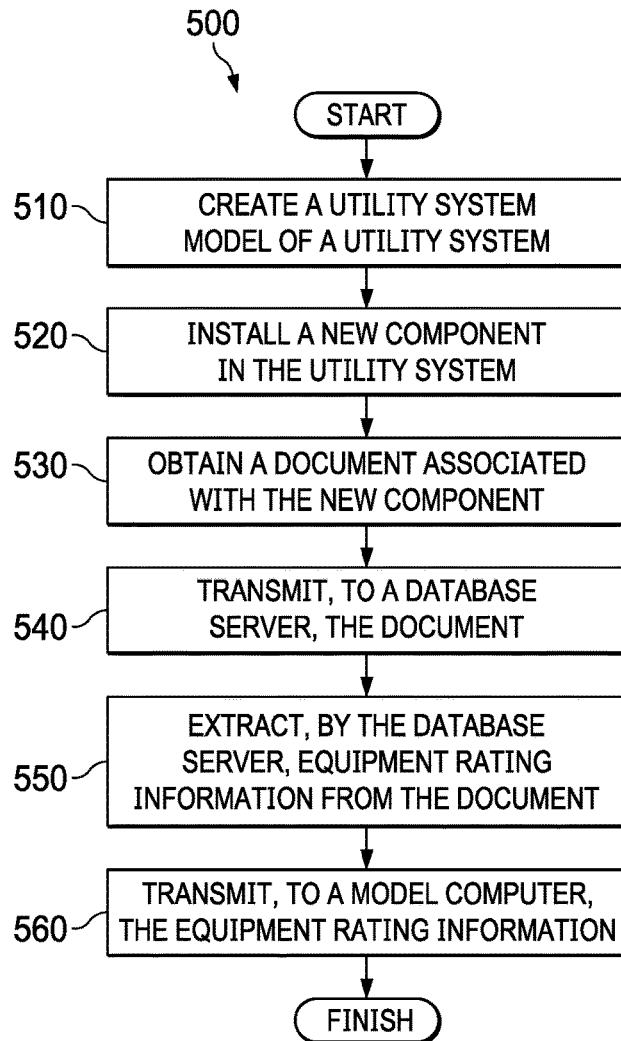 500
START
510
CREATE A UTILITY SYSTEM
MODEL OF A UTILITY SYSTEM
520
INSTALL A NEW COMPONENT
IN THE UTILITY SYSTEM
530
OBTAIN A DOCUMENT ASSOCIATED
WITH THE NEW COMPONENT
540
TRANSMIT, TO A DATABASE
SERVER, THE DOCUMENT
550
EXTRACT, BY THE DATABASE
SERVER, EQUIPMENT RATING
INFORMATION FROM THE DOCUMENT
560
TRANSMIT, TO A MODEL COMPUTER,
THE EQUIPMENT RATING INFORMATION
FINISH